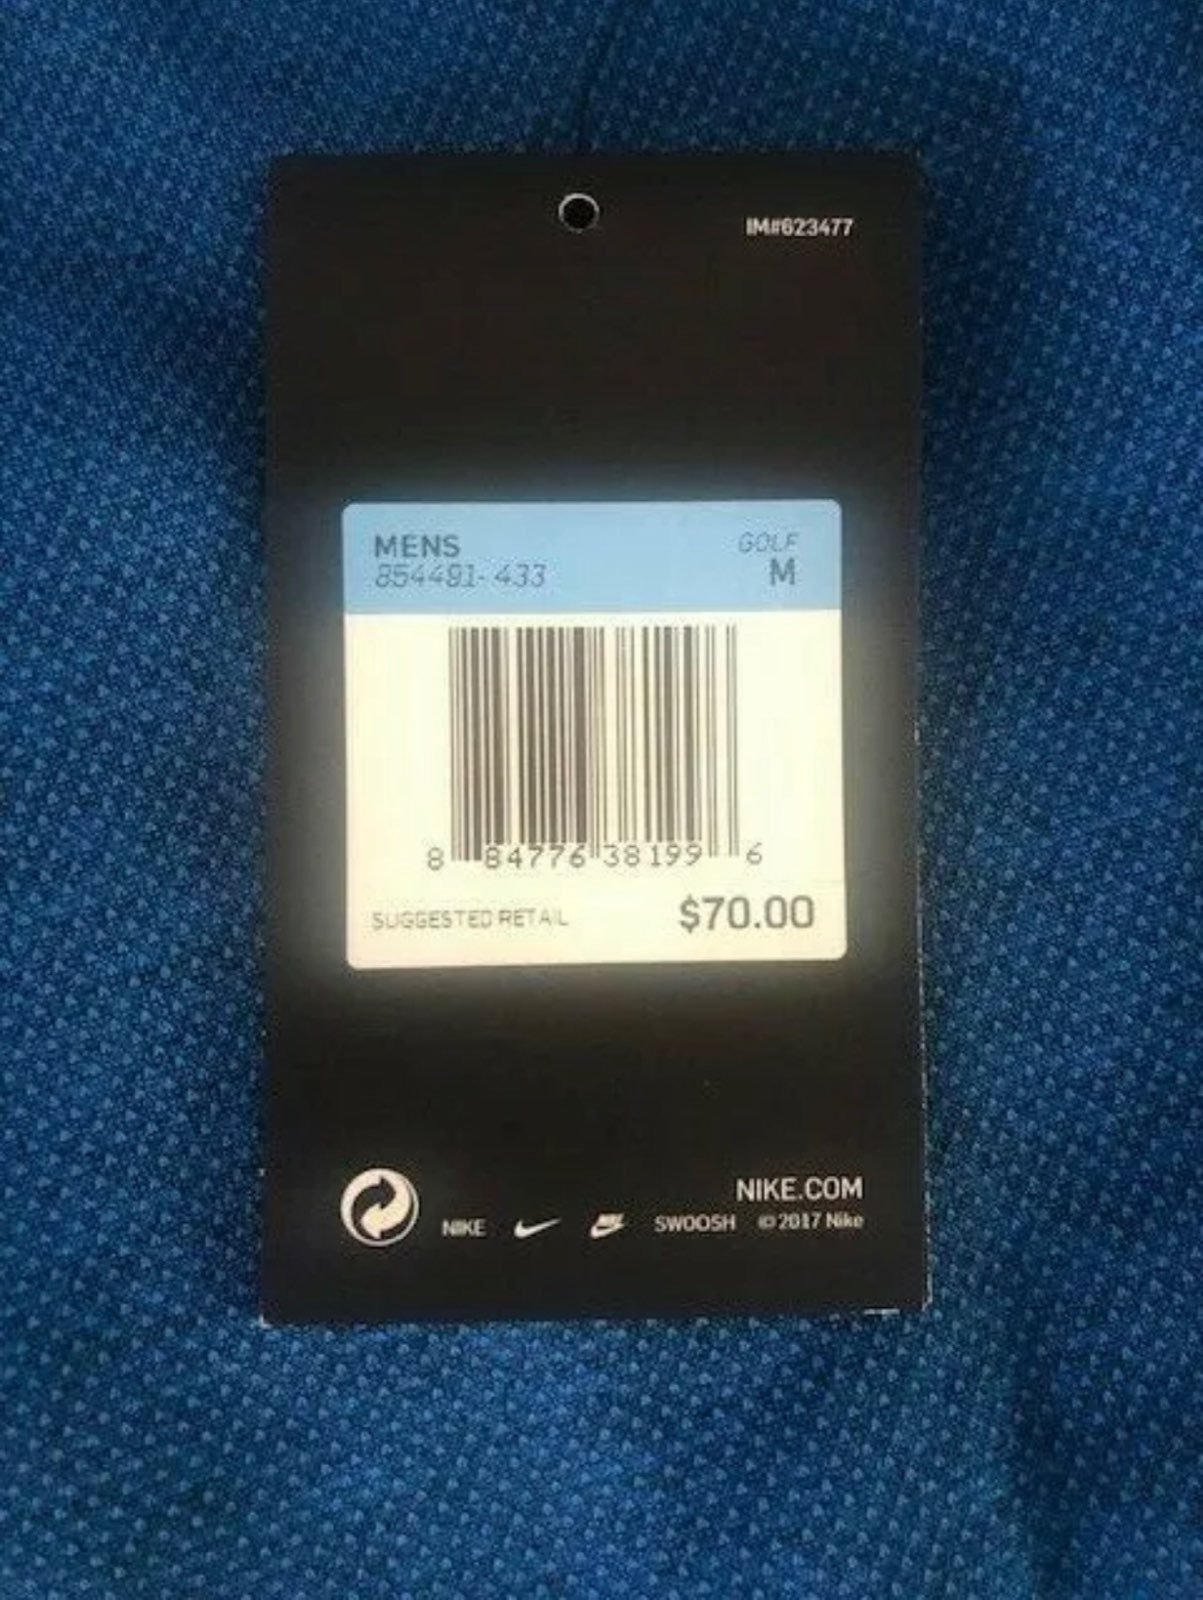 IM#623477
MENS GOLF
854491-433 M
8 84776 38199 6
SUGGESTED RETAIL $70.00
NIKE.COM
NIKE SWOOSH © 2017 Nike